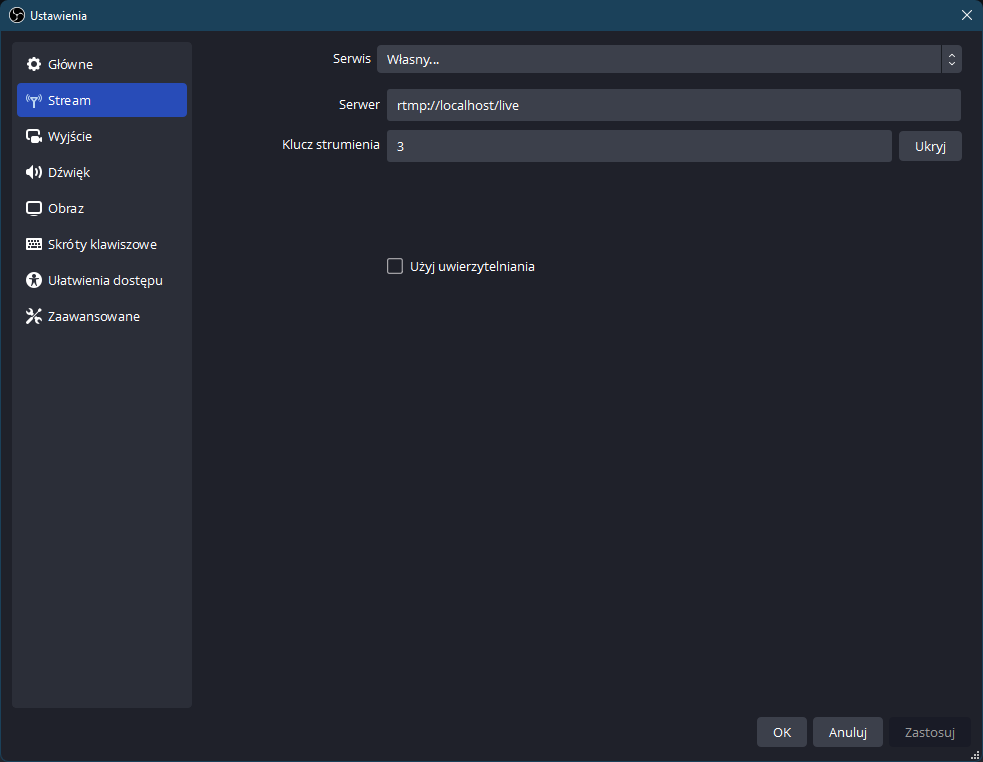 Ustawienia
Główne
Stream
Wyjście
Dźwięk
Obraz
Skróty klawiszowe
Ułatwienia dostępu
Zaawansowane
Serwis Własny...
Serwer rtmp://localhost/live
Klucz strumienia 3 Ukryj
Użyj uwierzytelniania
OK Anuluj Zastosuj